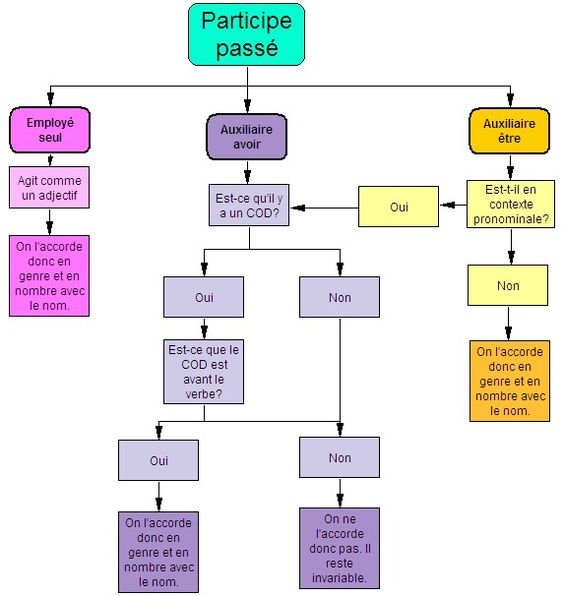 Participe
passé
Employé
seul
Auxiliaire
avoir
Auxiliaire
être
Agit comme
un adjectif
Est-ce qu'il y
a un COD?
Oui
Est-t-il en
contexte
pronominale?
On l'accorde
donc en
genre et en
nombre avec
le nom.
Oui
Non
Non
Est-ce que le
COD est
avant le
verbe?
On l'accorde
donc en
genre et en
nombre avec
le nom.
Oui
Non
On l'accorde
donc en
genre et en
nombre avec
le nom.
On ne
l'accorde
donc pas. Il
reste
invariable.